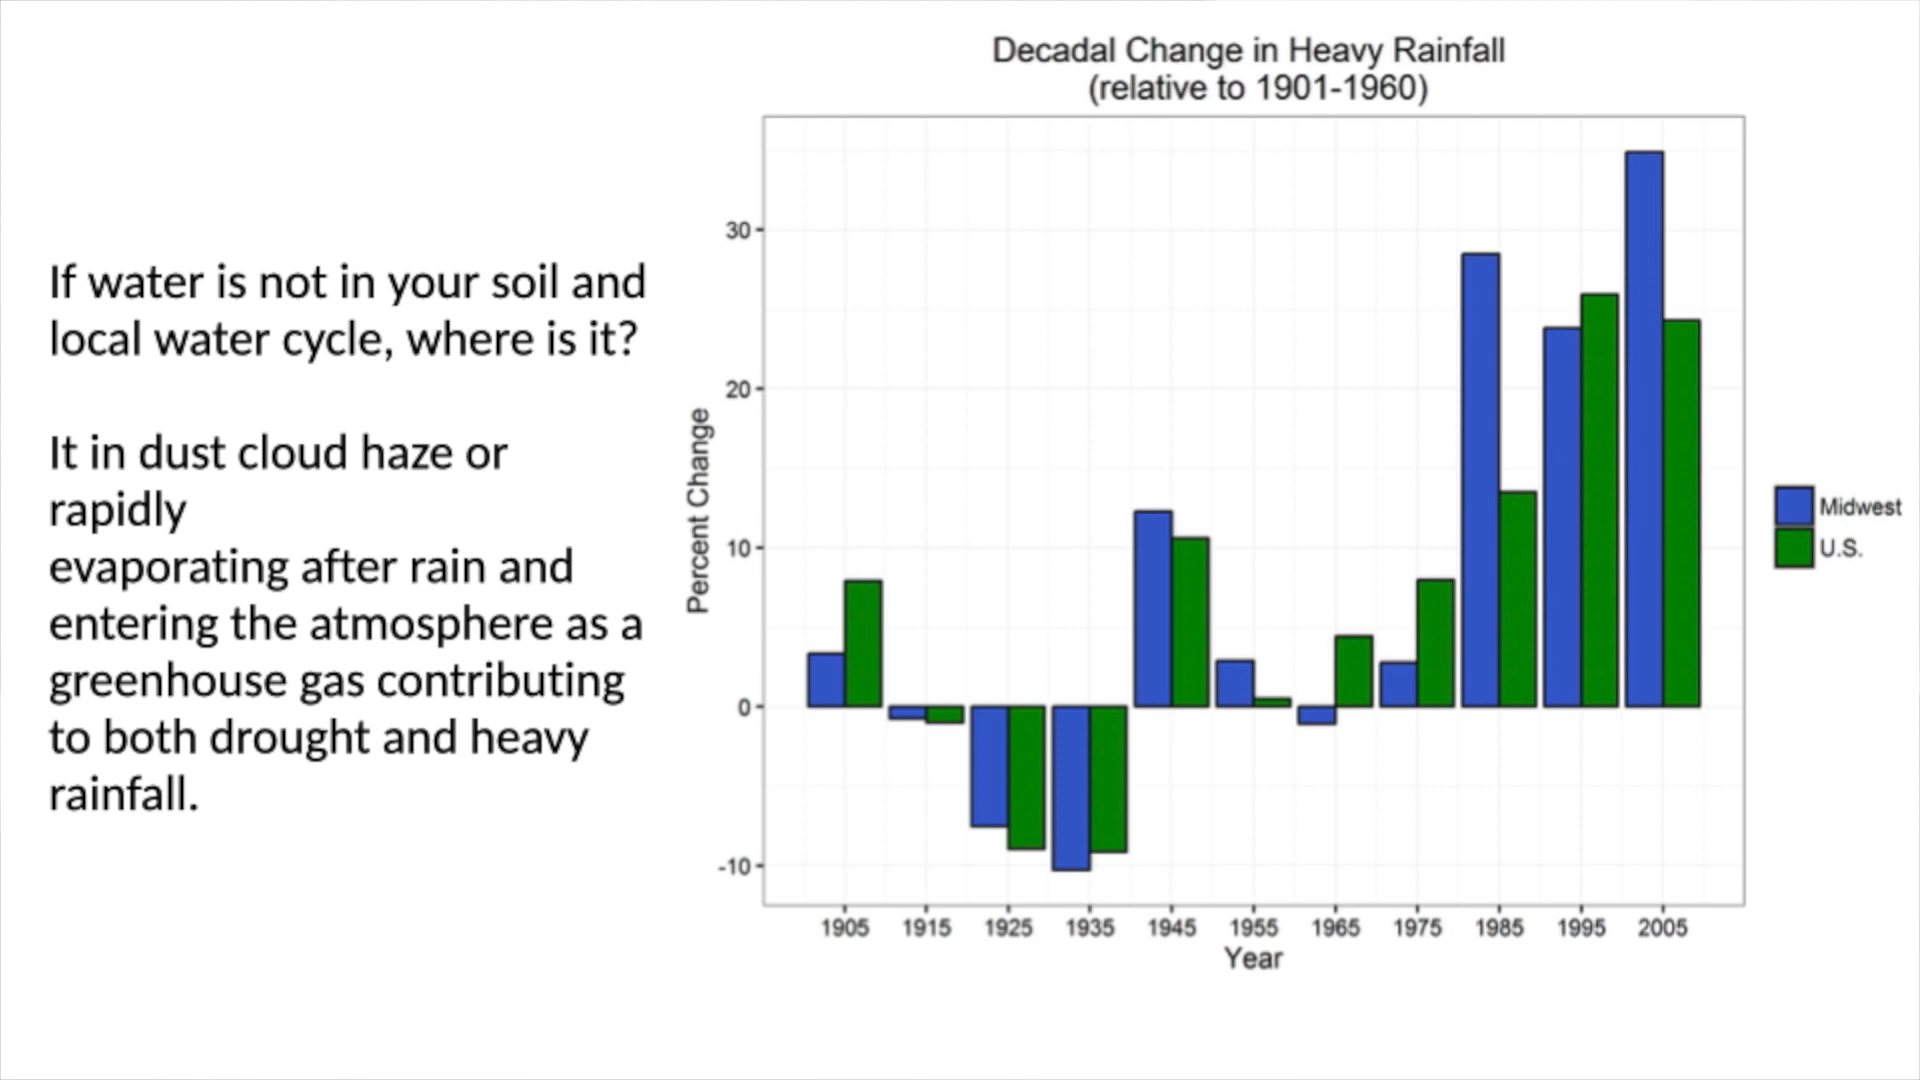 If water is not in your soil and
local water cycle, where is it?
It in dust cloud haze or
rapidly
evaporating after rain and
entering the atmosphere as a
greenhouse gas contributing
to both drought and heavy
rainfall.
Decadal Change in Heavy Rainfall
(relative to 1901-1960)
Percent Change
30
20
10
0
-10
1905 1915 1925 1935 1945 1955 1965 1975 1985 1995 2005
Year
Midwest
U.S.